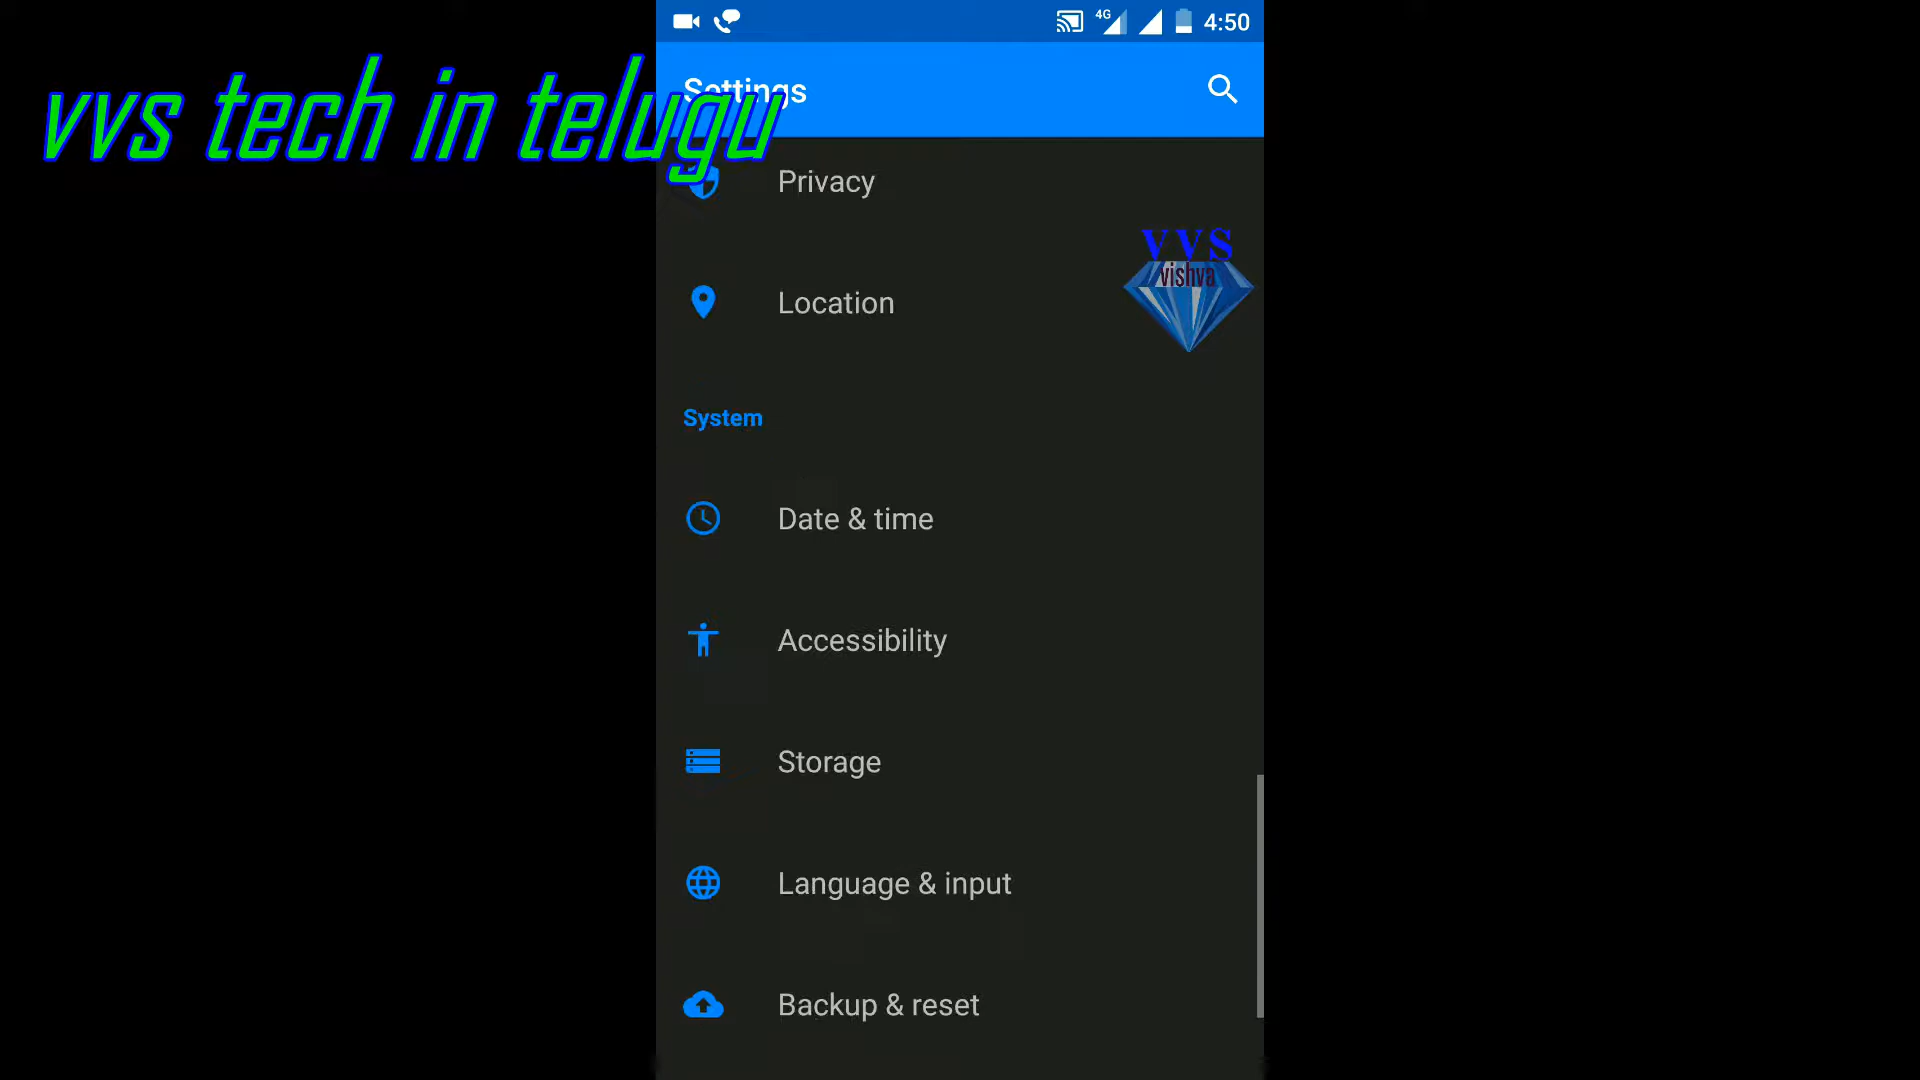 4G 4:50
Settings
vvs tech in telugu
Privacy
VVS
vishva
Location
System
Date & time
Accessibility
Storage
Language & input
Backup & reset